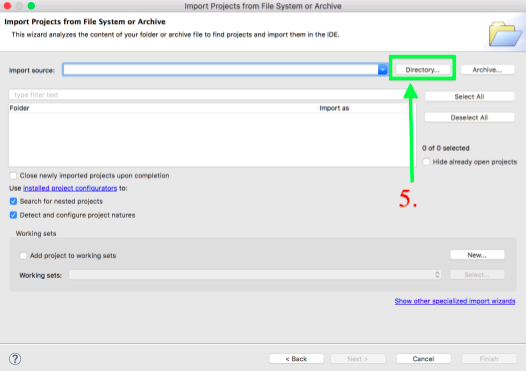 Import Projects from File System or Archive
Import Projects from File System or Archive
This wizard analyzes the content of your folder or archive file to find projects and import them in the IDE.
Import source:
Directory...
Archive...
type filter text
Folder
Import as
Select All
Deselect All
0 of 0 selected
Hide already open projects
5.
Close newly imported projects upon completion
Use installed project configurators to:
Search for nested projects
Detect and configure project natures
Working sets
Add project to working sets
New...
Working sets:
Select...
Show other specialized import wizards
?
< Back
Next >
Cancel
Finish